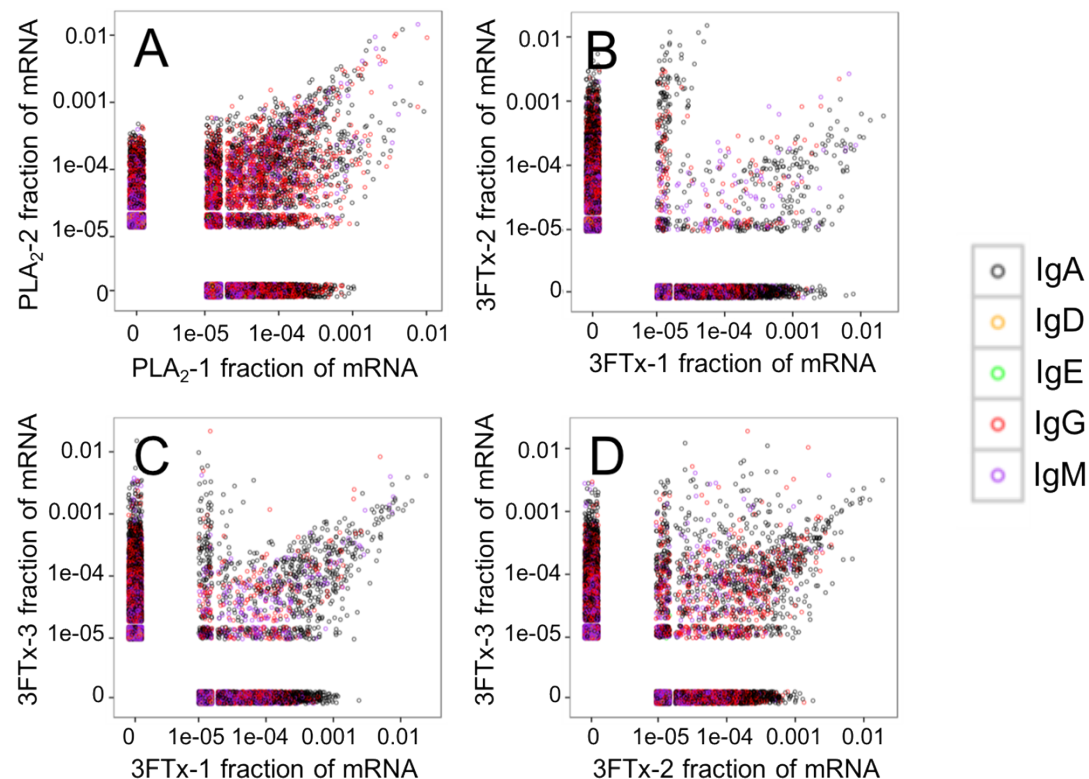 A
PLA₂-2 fraction of mRNA
0.01
0.001
1e-04
1e-05
0
0 1e-05 1e-04 0.001 0.01
PLA₂-1 fraction of mRNA
B
3FTx-2 fraction of mRNA
0.01
0.001
1e-04
1e-05
0
0 1e-05 1e-04 0.001 0.01
3FTx-1 fraction of mRNA
C
3FTx-3 fraction of mRNA
0.01
0.001
1e-04
1e-05
0
0 1e-05 1e-04 0.001 0.01
3FTx-1 fraction of mRNA
D
3FTx-3 fraction of mRNA
0.01
0.001
1e-04
1e-05
0
0 1e-05 1e-04 0.001 0.01
3FTx-2 fraction of mRNA
IgA
IgD
IgE
IgG
IgM